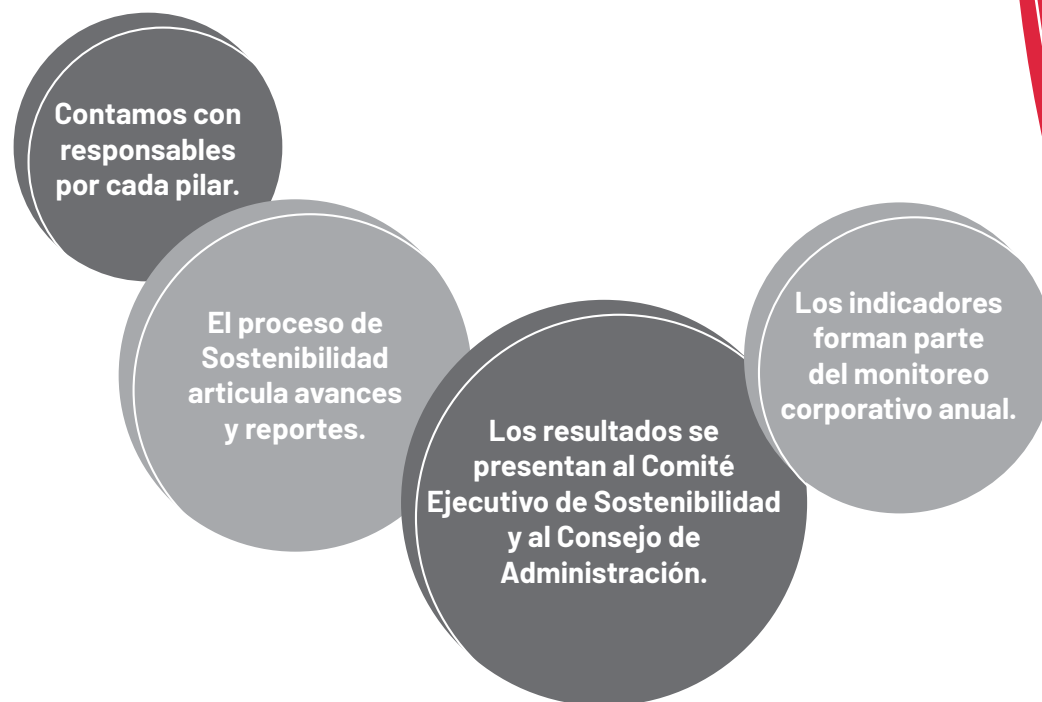 Contamos con
responsables
por cada pilar.
El proceso de
Sostenibilidad
articula avances
y reportes.
Los resultados se
presentan al Comité
Ejecutivo de Sostenibilidad
y al Consejo de
Administración.
Los indicadores
forman parte
del monitoreo
corporativo anual.